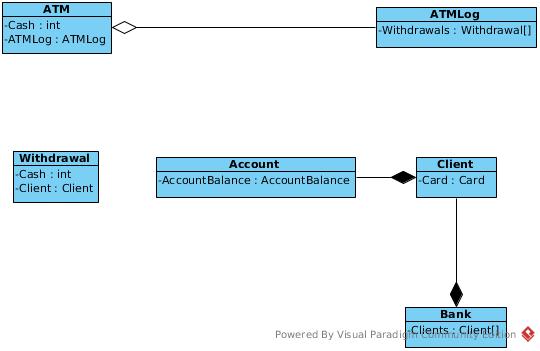 ATM
-Cash : int
-ATMLog : ATMLog
ATMLog
-Withdrawals : Withdrawal[]
Withdrawal
-Cash : int
-Client : Client
Account
-AccountBalance : AccountBalance
Client
-Card : Card
Bank
-Clients : Client[]
Powered By Visual Paradigm Community Edition